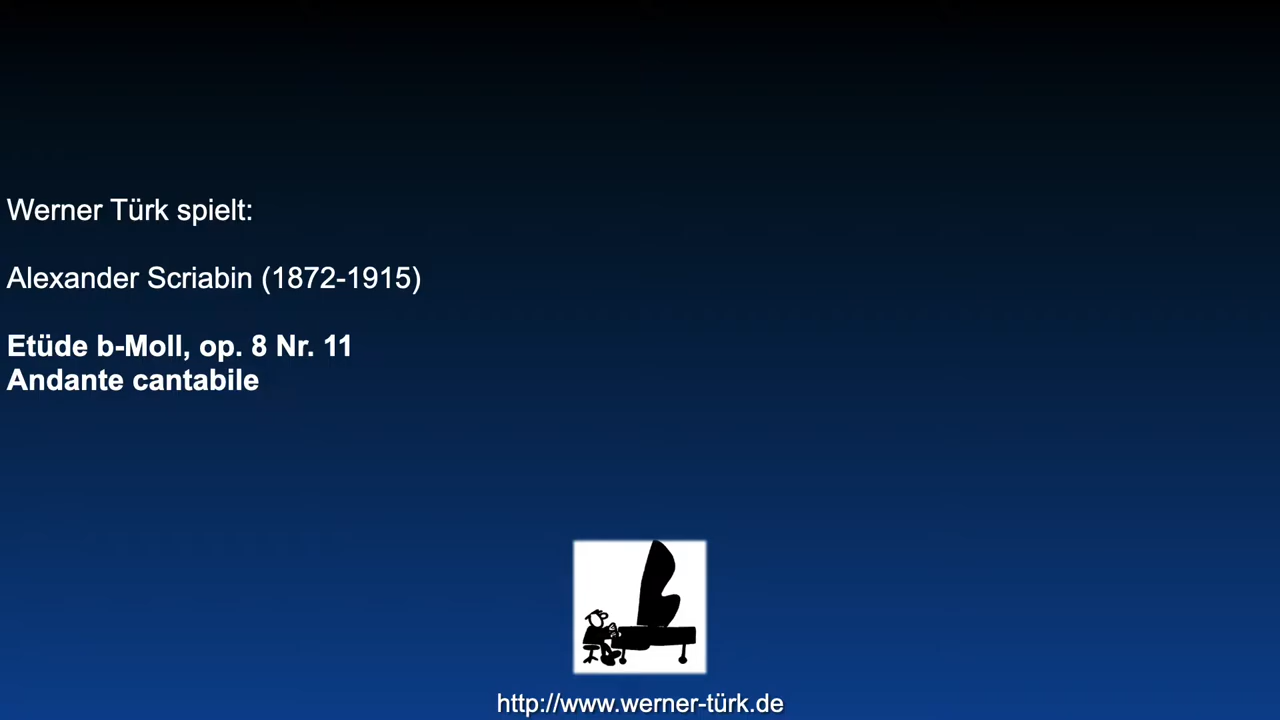 Werner Türk spielt:
Alexander Scriabin (1872-1915)
Etüde b-Moll, op. 8 Nr. 11
Andante cantabile
http://www.werner-türk.de